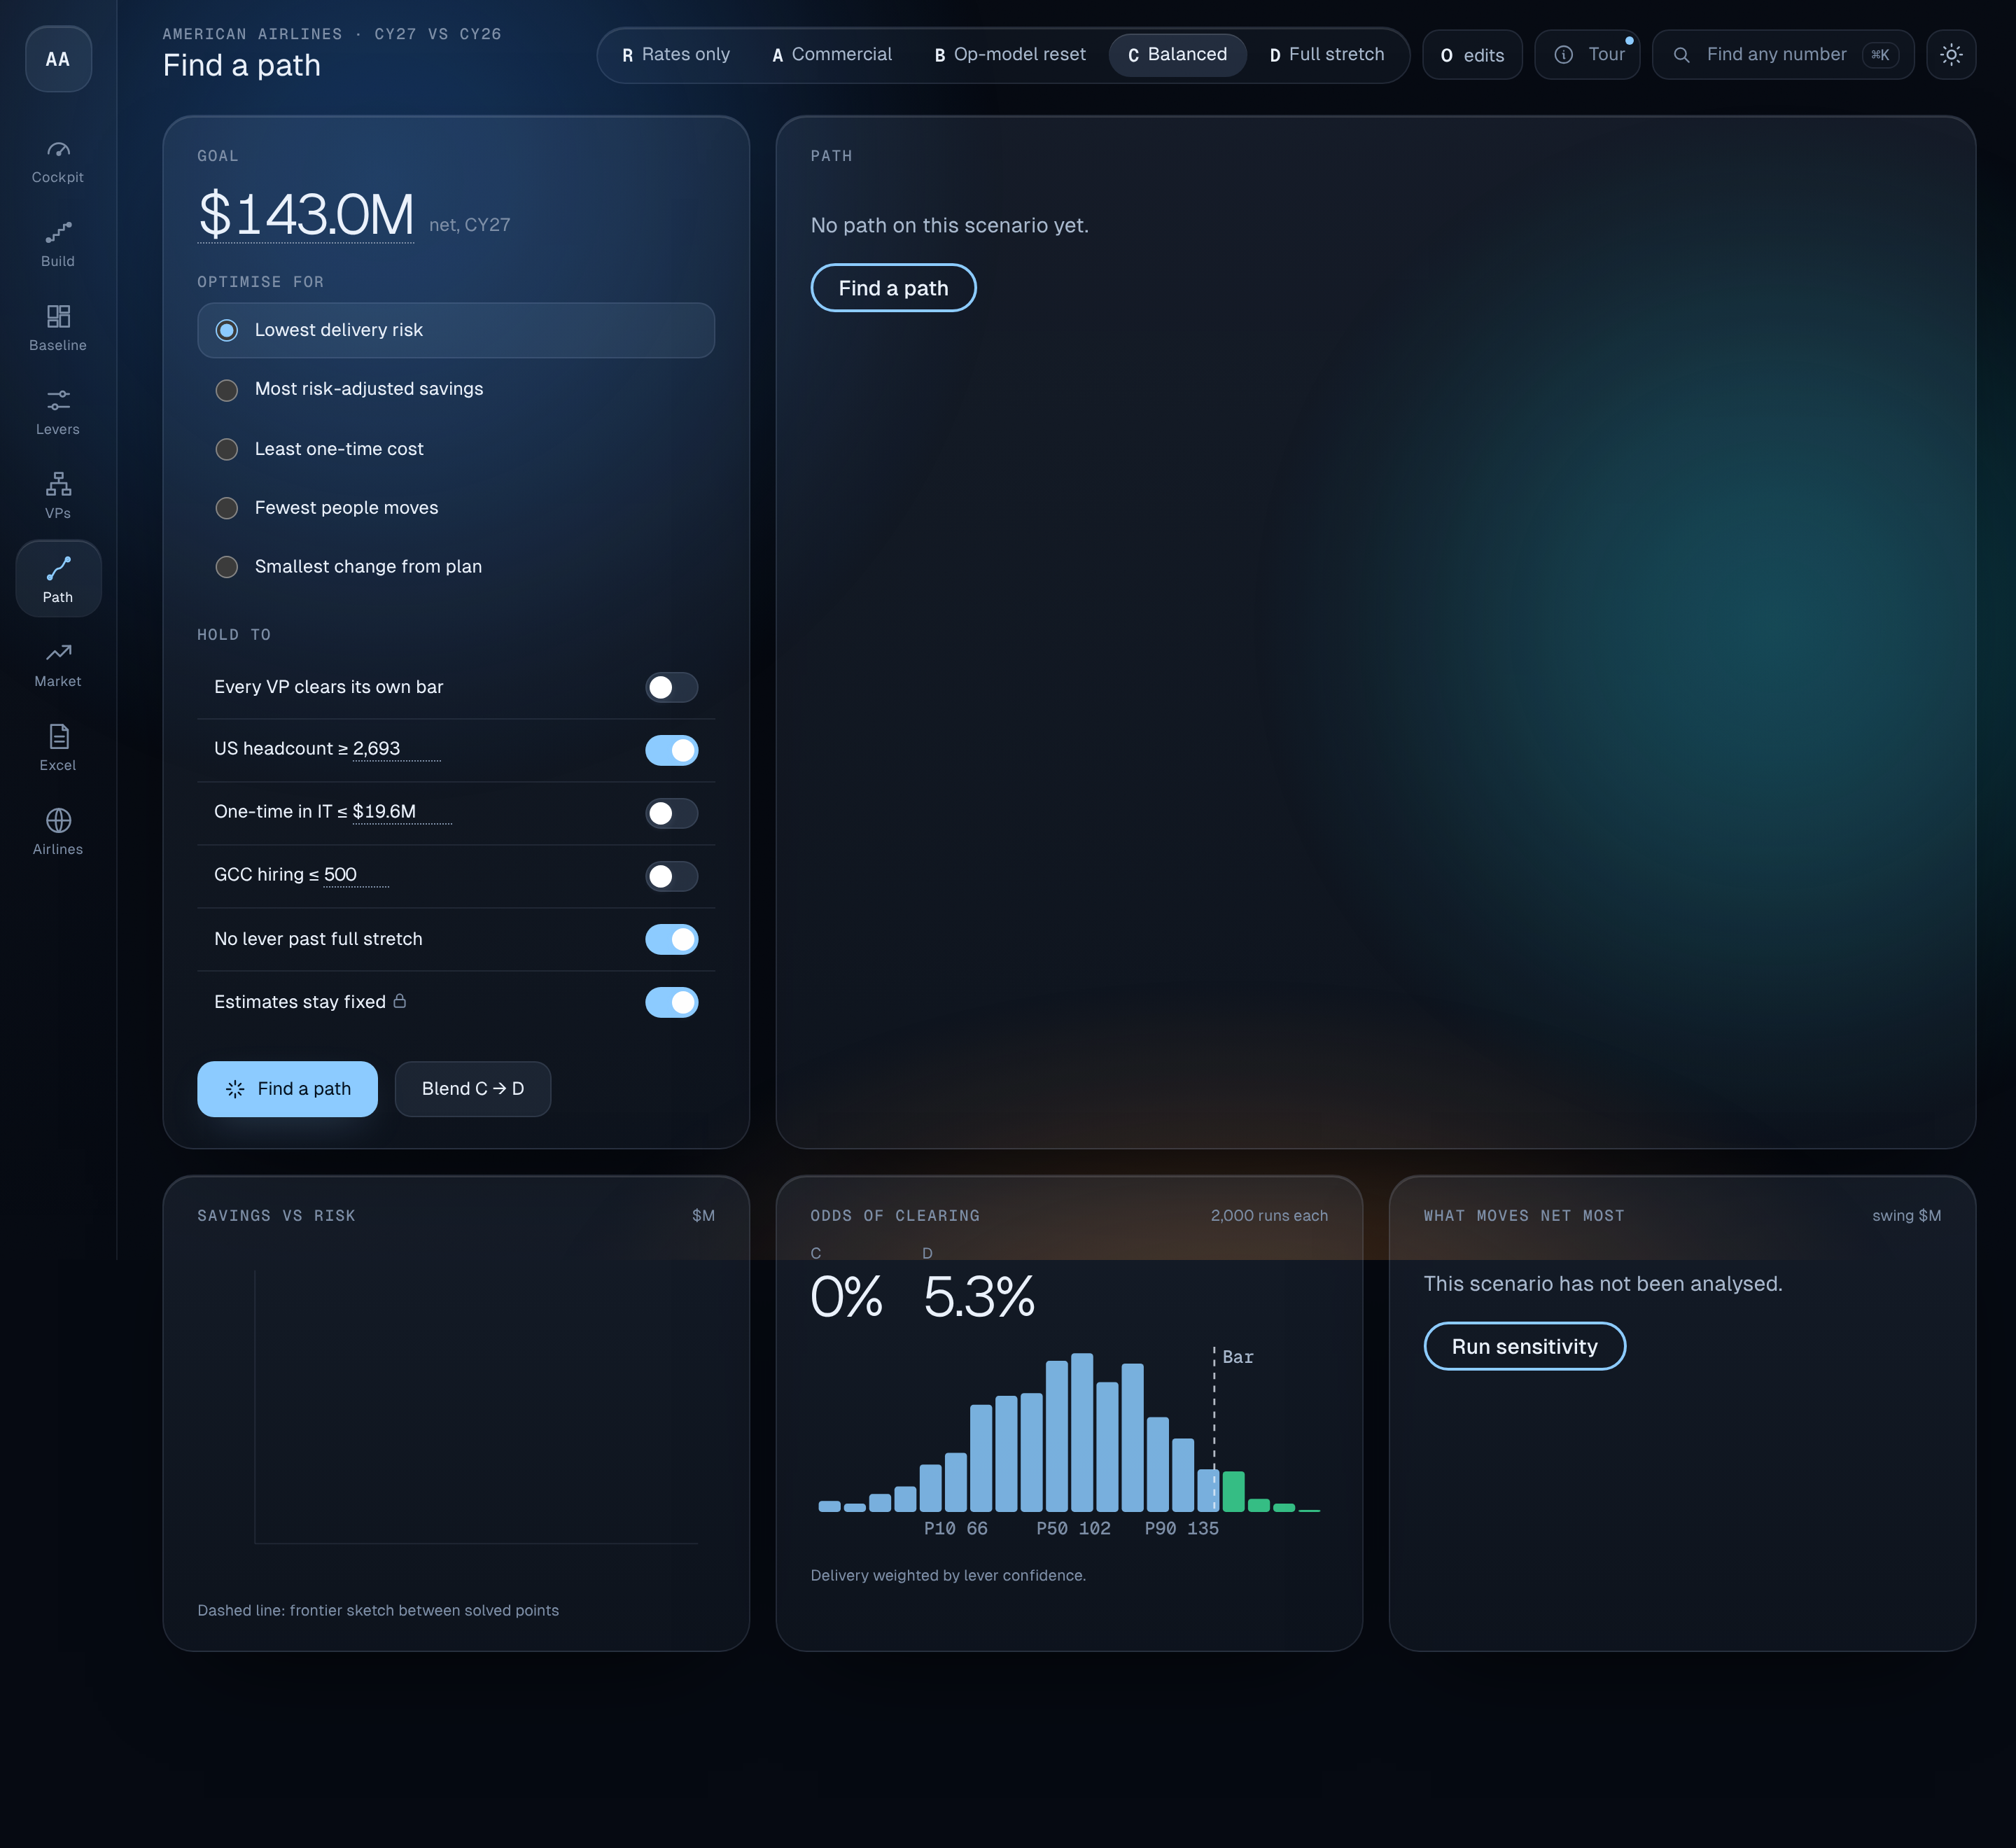 AA
AMERICAN AIRLINES · CY27 VS CY26
Find a path
R Rates only
A Commercial
B Op-model reset
C Balanced
D Full stretch
0 edits
Tour
Find any number ⌘K
Cockpit
Build
Baseline
Levers
VPs
Path
Market
Excel
Airlines
GOAL
$143.0M net, CY27
OPTIMISE FOR
Lowest delivery risk
Most risk-adjusted savings
Least one-time cost
Fewest people moves
Smallest change from plan
HOLD TO
Every VP clears its own bar
US headcount ≥ 2,693
One-time in IT ≤ $19.6M
GCC hiring ≤ 500
No lever past full stretch
Estimates stay fixed
Find a path
Blend C → D
PATH
No path on this scenario yet.
Find a path
SAVINGS VS RISK $M
Dashed line: frontier sketch between solved points
ODDS OF CLEARING 2,000 runs each
C D
0% 5.3%
Bar
P10 66 P50 102 P90 135
Delivery weighted by lever confidence.
WHAT MOVES NET MOST swing $M
This scenario has not been analysed.
Run sensitivity